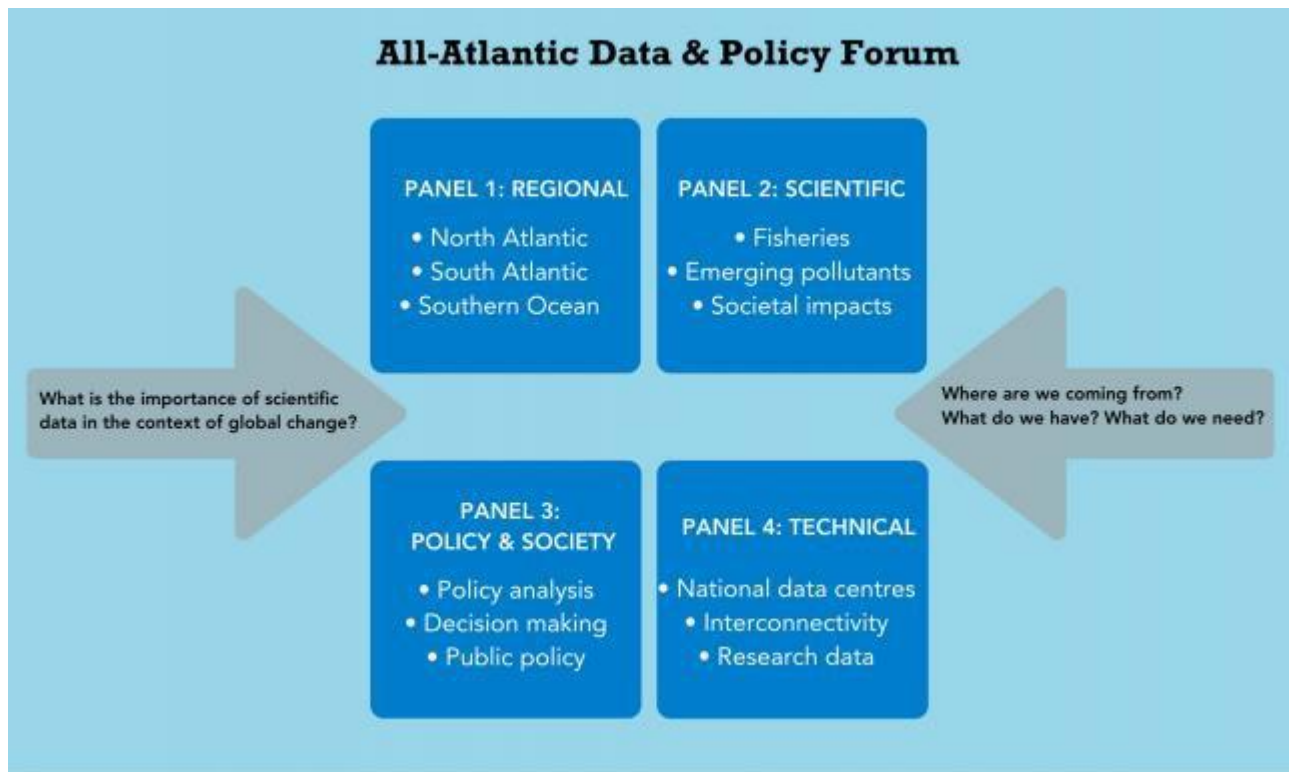 All-Atlantic Data & Policy Forum
PANEL 1: REGIONAL
• North Atlantic
• South Atlantic
• Southern Ocean
PANEL 2: SCIENTIFIC
• Fisheries
• Emerging pollutants
• Societal impacts
What is the importance of scientific
data in the context of global change?
Where are we coming from?
What do we have? What do we need?
PANEL 3:
POLICY & SOCIETY
• Policy analysis
• Decision making
• Public policy
PANEL 4: TECHNICAL
• National data centres
• Interconnectivity
• Research data